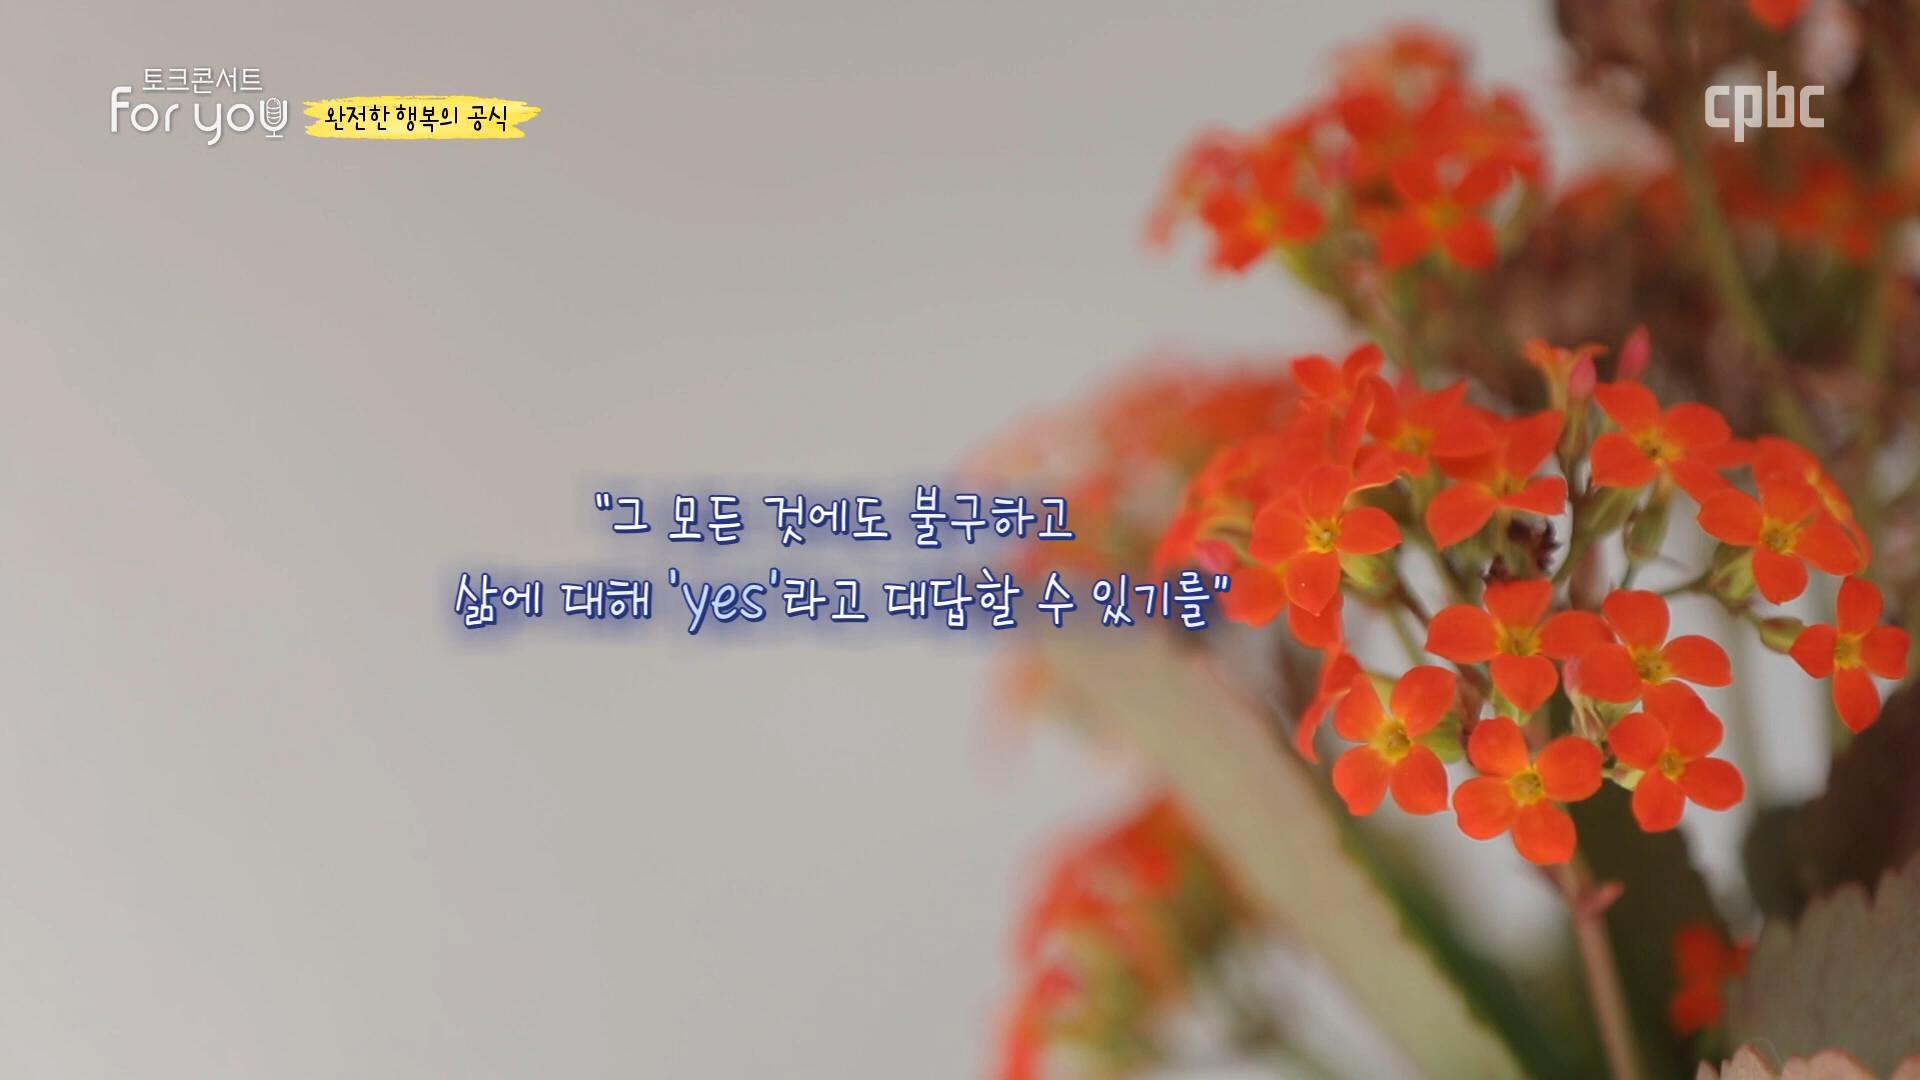 토크콘서트
for you
완전한 행복의 공식
cpbc
"그 모든 것에도 불구하고
삶에 대해 'yes'라고 대답할 수 있기를"